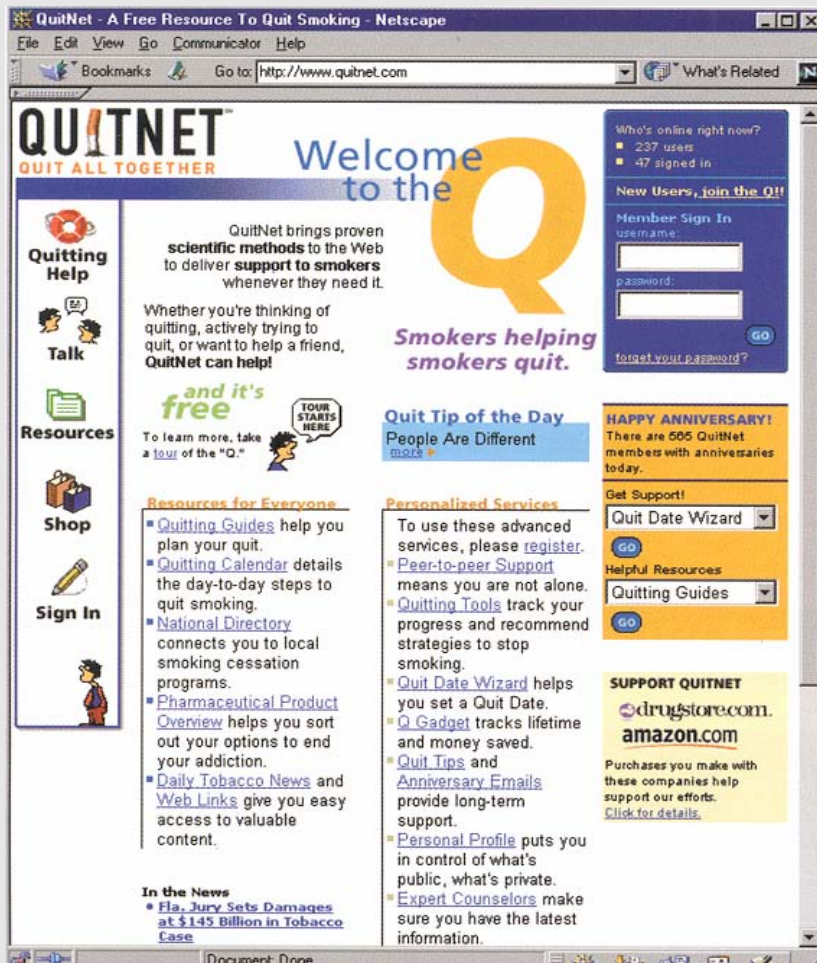 QuitNet - A Free Resource To Quit Smoking - Netscape
File Edit View Go Communicator Help
Bookmarks Go to: http://www.quitnet.com What's Related N
QUITNET
QUIT ALL TOGETHER
Welcome
to the
Q
Quitting
Help
Talk
Resources
Shop
Sign In
QuitNet brings proven
scientific methods to the Web
to deliver support to smokers
whenever they need it.
Whether you're thinking of
quitting, actively trying to
quit, or want to help a friend,
QuitNet can help!
and it's
free
To learn more, take
a tour of the "Q."
TOUR
STARTS
HERE
Smokers helping
smokers quit.
Quit Tip of the Day
People Are Different
more
Resources for Everyone
Quitting Guides help you
plan your quit.
Quitting Calendar details
the day-to-day steps to
quit smoking.
National Directory
connects you to local
smoking cessation
programs.
Pharmaceutical Product
Overview helps you sort
out your options to end
your addiction.
Daily Tobacco News and
Web Links give you easy
access to valuable
content.
In the News
Fla. Jury Sets Damages
at $145 Billion in Tobacco
Case
Personalized Services
To use these advanced
services, please register.
Peer-to-peer Support
means you are not alone.
Quitting Tools track your
progress and recommend
strategies to stop
smoking.
Quit Date Wizard helps
you set a Quit Date.
Q Gadget tracks lifetime
and money saved.
Quit Tips and
Anniversary Emails
provide long-term
support.
Personal Profile puts you
in control of what's
public, what's private.
Expert Counselors make
sure you have the latest
information.
Who's online right now?
237 users
47 signed in
New Users, join the Q!!
Member Sign In
username:
password:
GO
forget your password?
HAPPY ANNIVERSARY!
There are 565 QuitNet
members with anniversaries
today.
Get Support!
Quit Date Wizard
GO
Helpful Resources
Quitting Guides
GO
SUPPORT QUITNET
drugstore.com.
amazon.com
Purchases you make with
these companies help
support our efforts.
Click for details.
Document: Done